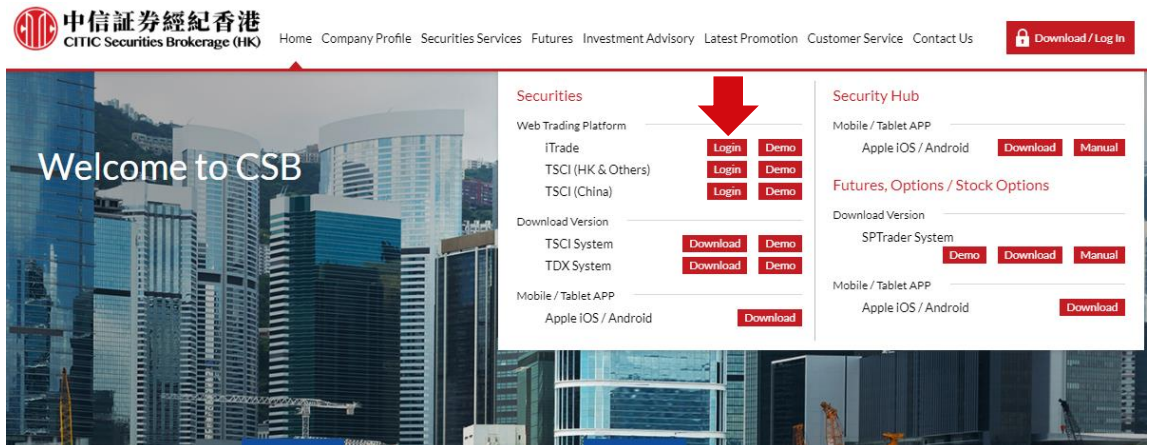 中信証券經紀香港
CITIC Securities Brokerage (HK)
Home Company Profile Securities Services Futures Investment Advisory Latest Promotion Customer Service Contact Us
Download / Log In
Welcome to CSB
Securities
Web Trading Platform
iTrade Login Demo
TSCI (HK & Others) Login Demo
TSCI (China) Login Demo
Download Version
TSCI System Download Demo
TDX System Download Demo
Mobile / Tablet APP
Apple iOS / Android Download
Security Hub
Mobile / Tablet APP
Apple iOS / Android Download Manual
Futures, Options / Stock Options
Download Version
SPTrader System
Demo Download Manual
Mobile / Tablet APP
Apple iOS / Android Download